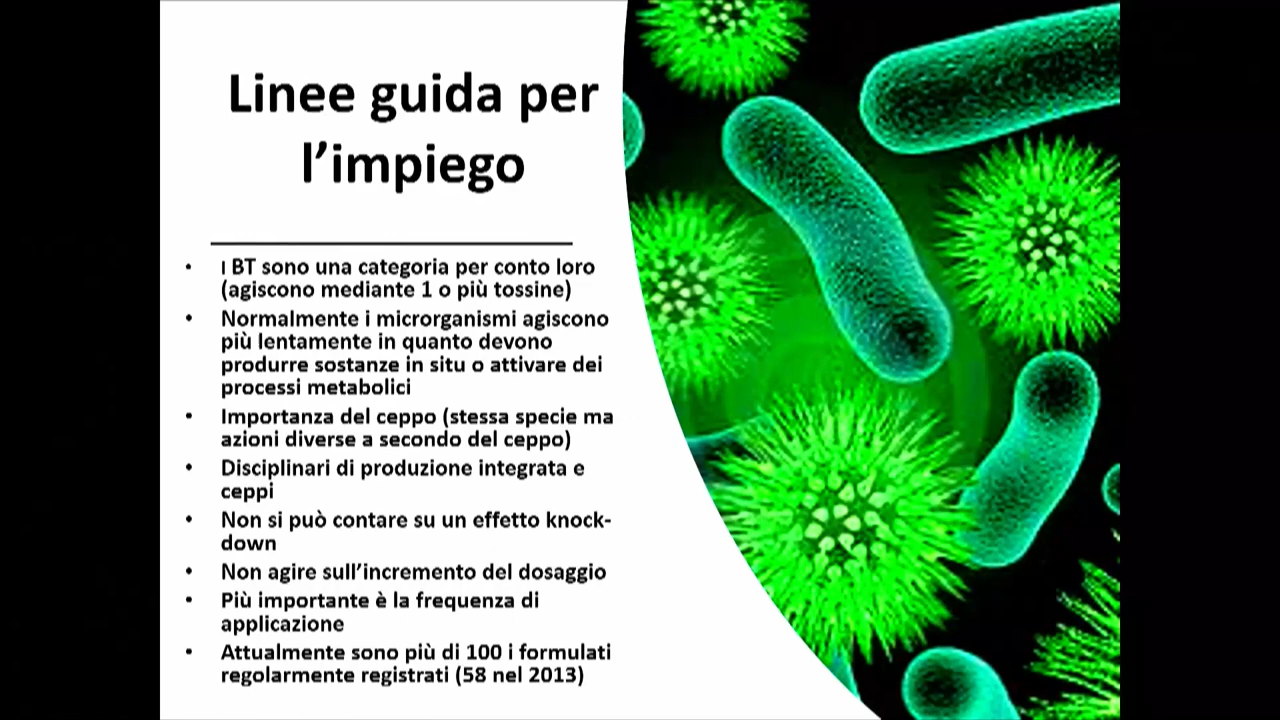 Linee guida per
l’impiego
• I BT sono una categoria per conto loro
(agiscono mediante 1 o più tossine)
• Normalmente i microrganismi agiscono
più lentamente in quanto devono
produrre sostanze in situ o attivare dei
processi metabolici
• Importanza del ceppo (stessa specie ma
azioni diverse a secondo del ceppo)
• Disciplinari di produzione integrata e
ceppi
• Non si può contare su un effetto knock-
down
• Non agire sull’incremento del dosaggio
• Più importante è la frequenza di
applicazione
• Attualmente sono più di 100 i formulati
regolarmente registrati (58 nel 2013)